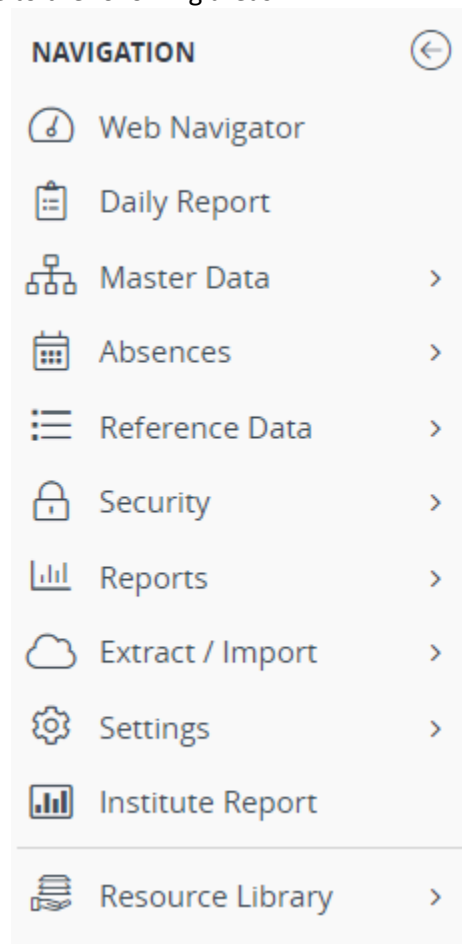 NAVIGATION
Web Navigator
Daily Report
Master Data
Absences
Reference Data
Security
Reports
Extract / Import
Settings
Institute Report
Resource Library